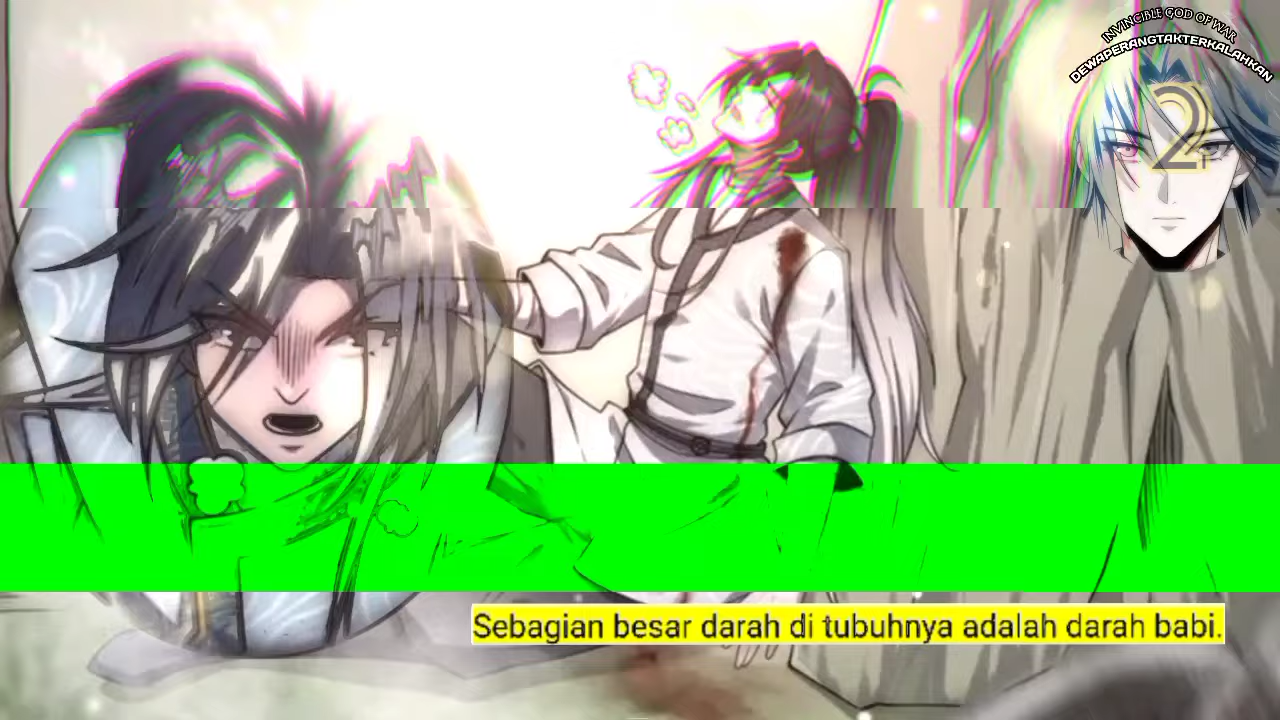 INVINCIBLE GOD OF WAR
DEWAPERANGTAKTERKALAHKAN
2
Sebagian besar darah di tubuhnya adalah darah babi.